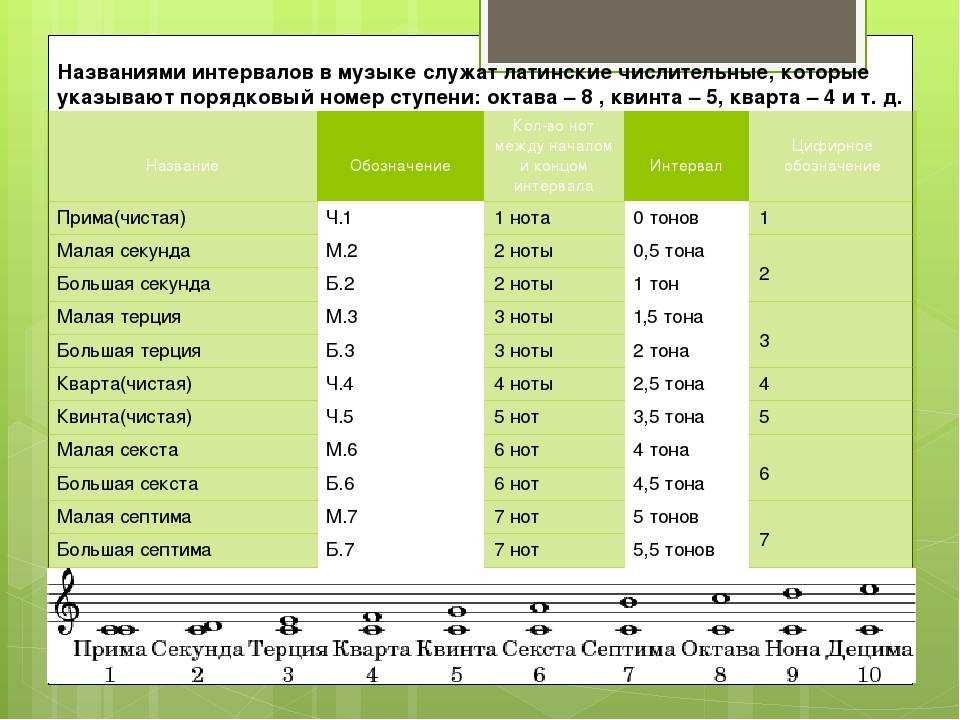 Названиями интервалов в музыке служат латинские числительные, которые
указывают порядковый номер ступени: октава – 8 , квинта – 5, кварта – 4 и т. д.
Название Обозначение Кол-во нот между началом и концом интервала Интервал Цифирное обозначение
Прима(чистая) Ч.1 1 нота 0 тонов 1
Малая секунда М.2 2 ноты 0,5 тона 2
Большая секунда Б.2 2 ноты 1 тон
Малая терция М.3 3 ноты 1,5 тона 3
Большая терция Б.3 3 ноты 2 тона
Кварта(чистая) Ч.4 4 ноты 2,5 тона 4
Квинта(чистая) Ч.5 5 нот 3,5 тона 5
Малая секста М.6 6 нот 4 тона 6
Большая секста Б.6 6 нот 4,5 тона
Малая септима М.7 7 нот 5 тонов 7
Большая септима Б.7 7 нот 5,5 тонов
Прима Секунда Терция Кварта Квинта Секста Септима Октава Нона Децима
1 2 3 4 5 6 7 8 9 10